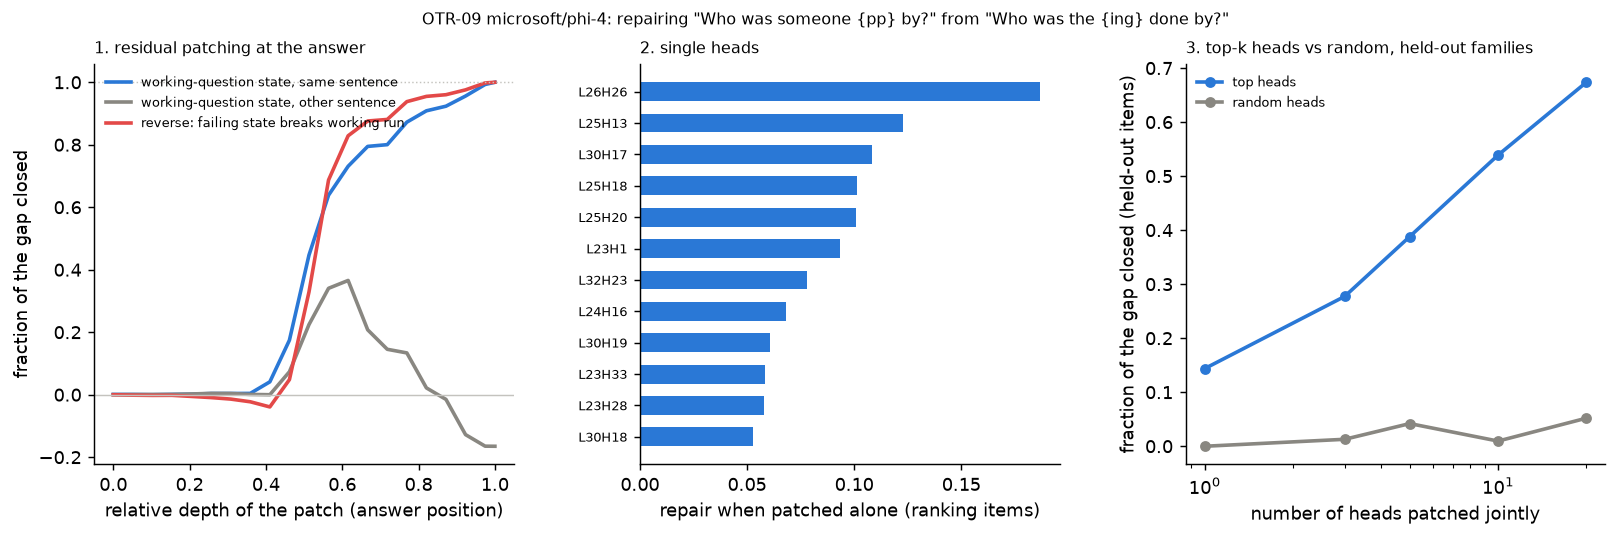 OTR-09 microsoft/phi-4: repairing "Who was someone {pp} by?" from "Who was the {ing} done by?"
1. residual patching at the answer
working-question state, same sentence
working-question state, other sentence
reverse: failing state breaks working run
fraction of the gap closed
1.0
0.8
0.6
0.4
0.2
0.0
−0.2
0.0 0.2 0.4 0.6 0.8 1.0
relative depth of the patch (answer position)
2. single heads
L26H26
L25H13
L30H17
L25H18
L25H20
L23H1
L32H23
L24H16
L30H19
L23H33
L23H28
L30H18
0.00 0.05 0.10 0.15
repair when patched alone (ranking items)
3. top-k heads vs random, held-out families
top heads
random heads
fraction of the gap closed (held-out items)
0.7
0.6
0.5
0.4
0.3
0.2
0.1
0.0
10⁰ 10¹
number of heads patched jointly